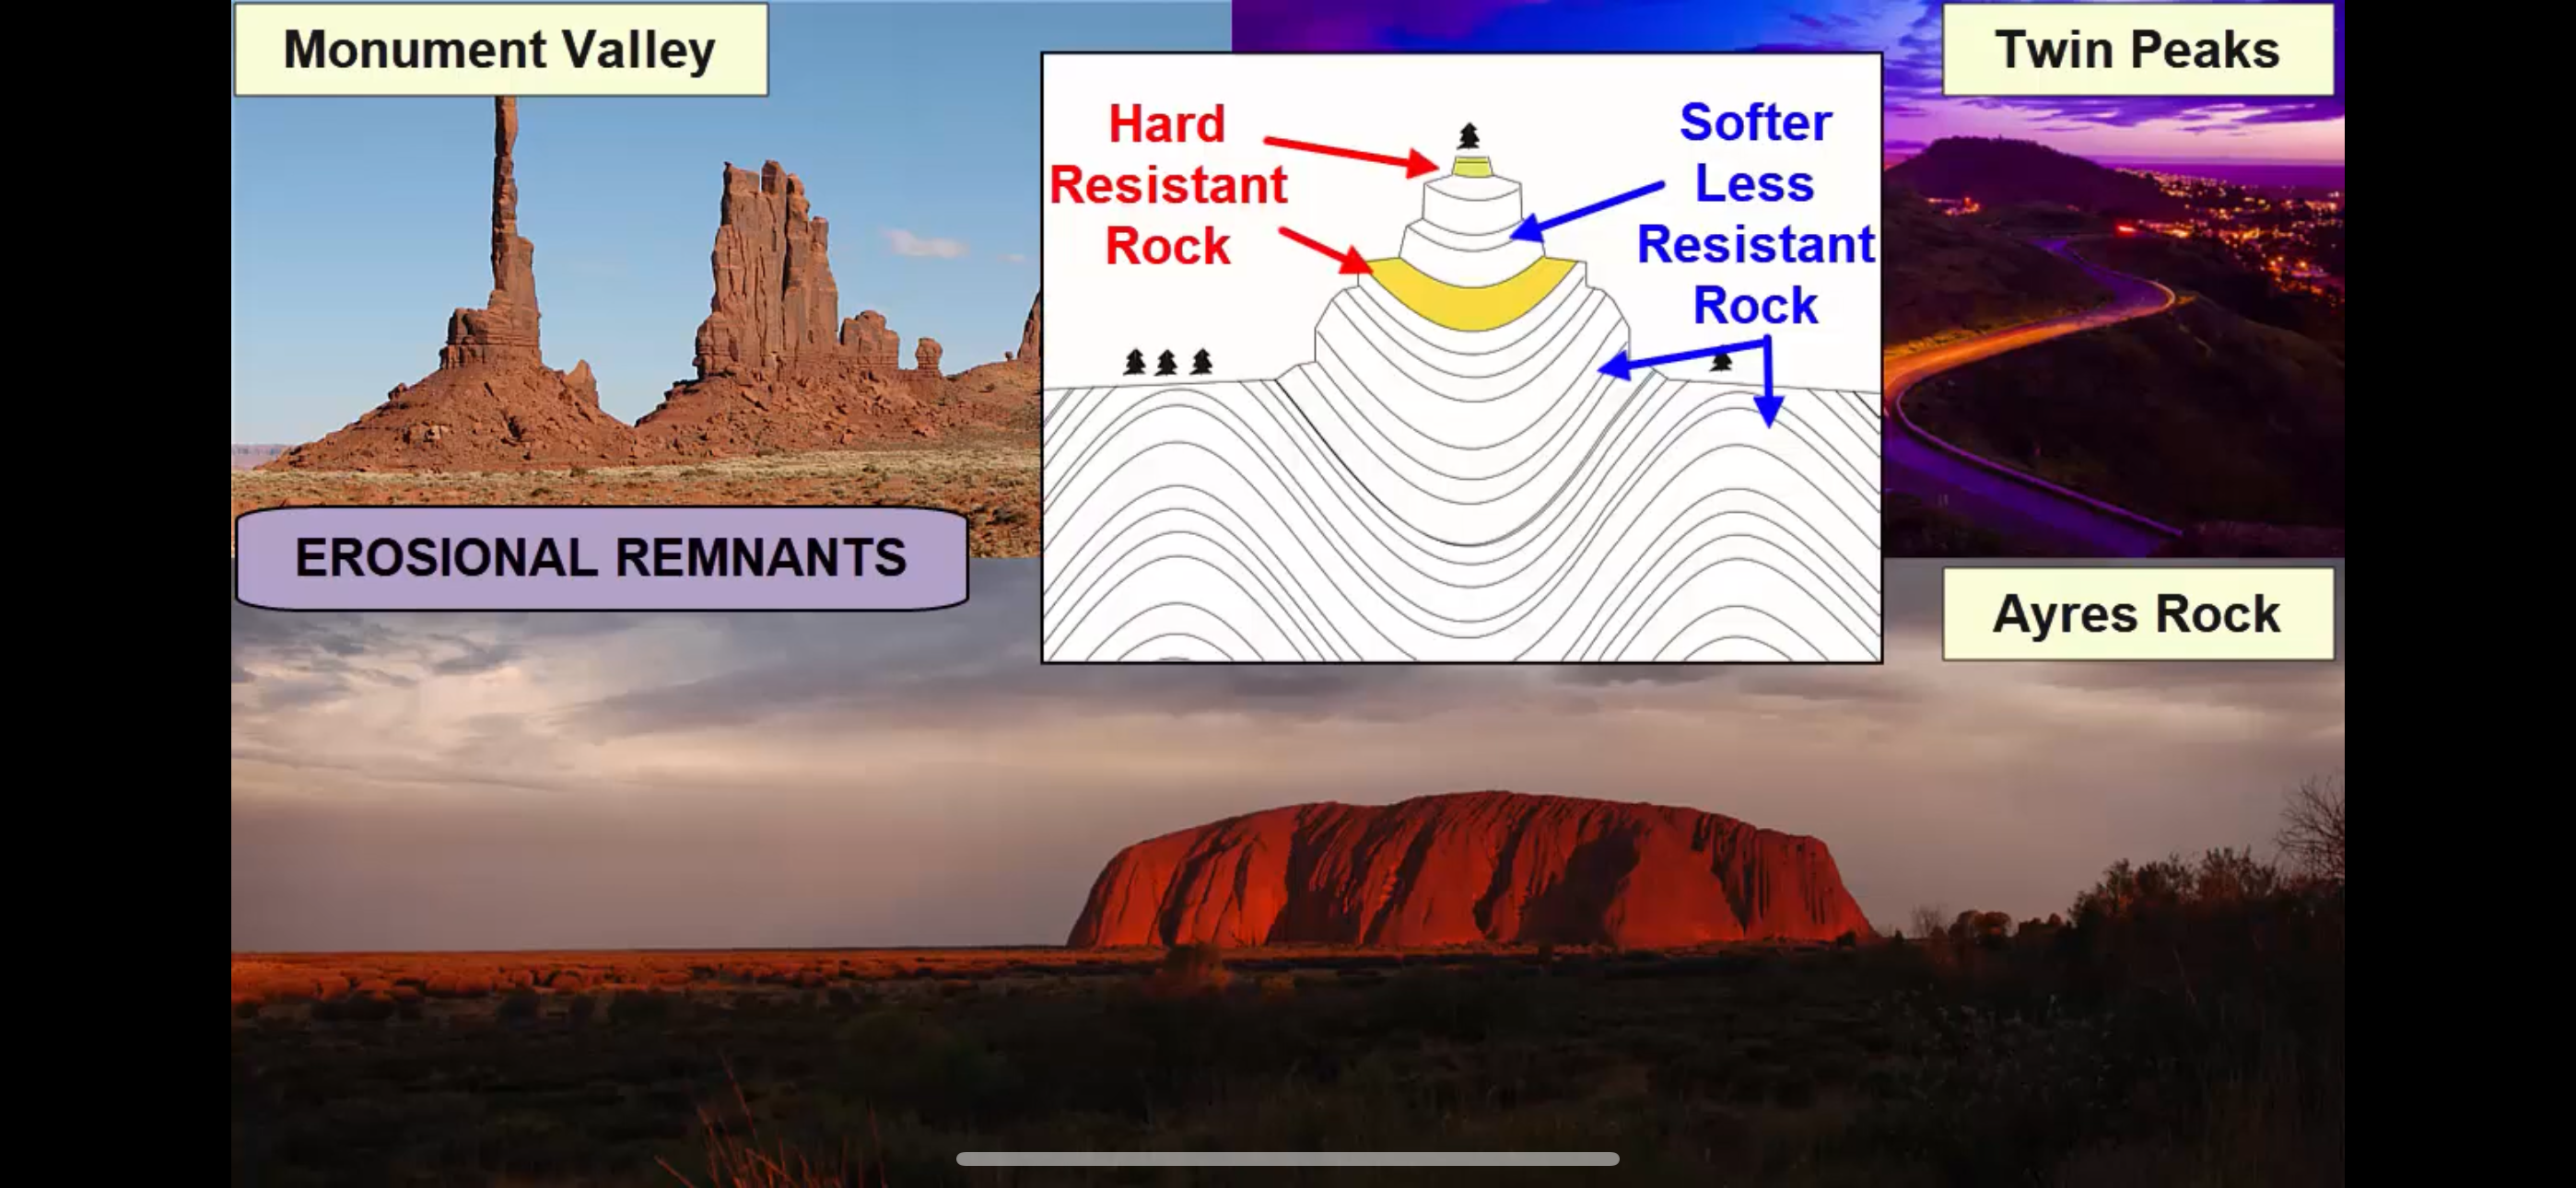 Monument Valley
Twin Peaks
Hard
Resistant
Rock
Softer
Less
Resistant
Rock
EROSIONAL REMNANTS
Ayres Rock